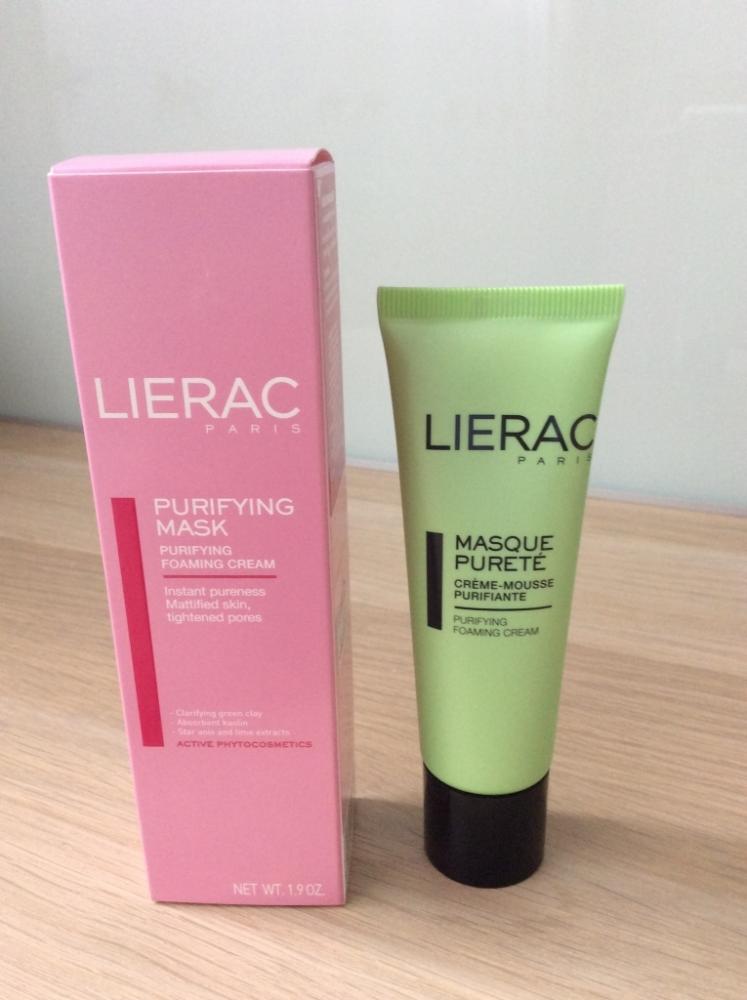 LIERAC
PARIS
PURIFYING
MASK
PURIFYING
FOAMING CREAM
Instant pureness
Mattified skin,
tightened pores
- Clarifying green clay
- Absorbent kaolin
- Star anis and lime extracts
ACTIVE PHYTOCOSMETICS
NET WT. 1.9 OZ.
LIERAC
PARIS
MASQUE
PURETÉ
CRÈME-MOUSSE
PURIFIANTE
PURIFYING
FOAMING CREAM